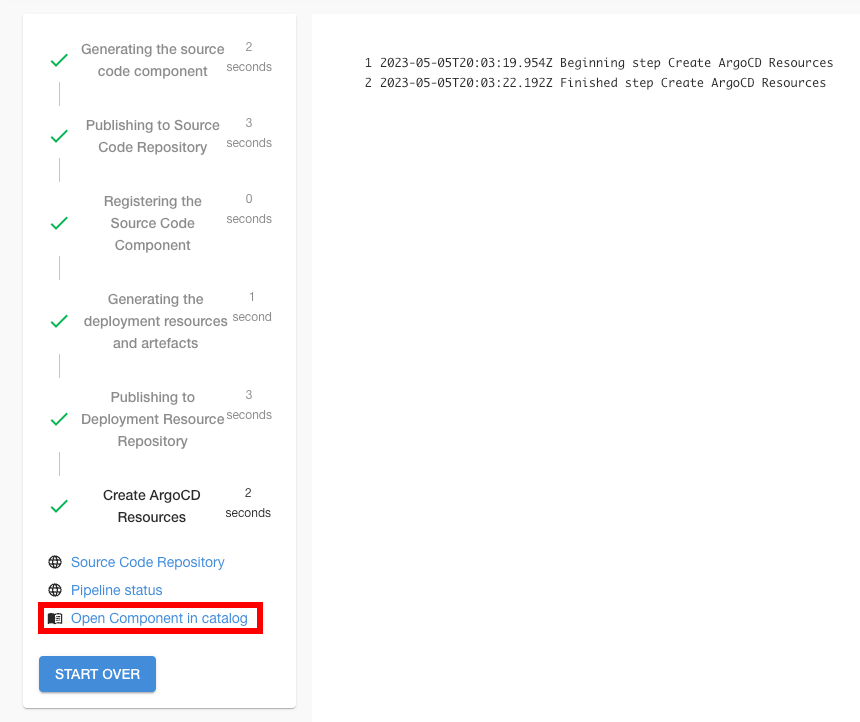 Generating the source
code component
2
seconds
Publishing to Source
Code Repository
3
seconds
Registering the
Source Code
Component
0
seconds
Generating the
deployment resources
and artefacts
1
second
Publishing to
Deployment Resource
Repository
3
seconds
Create ArgoCD
Resources
2
seconds
Source Code Repository
Pipeline status
Open Component in catalog
START OVER
1 2023-05-05T20:03:19.954Z Beginning step Create ArgoCD Resources
2 2023-05-05T20:03:22.192Z Finished step Create ArgoCD Resources